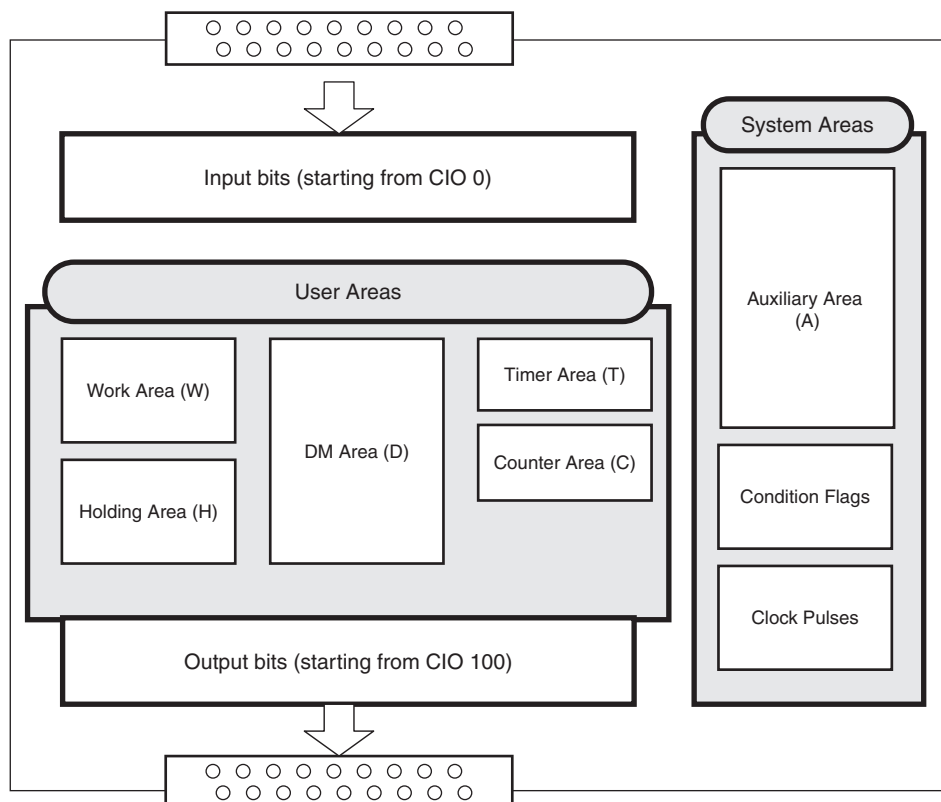 Input bits (starting from CIO 0)
User Areas
Work Area (W)
Holding Area (H)
DM Area (D)
Timer Area (T)
Counter Area (C)
Output bits (starting from CIO 100)
System Areas
Auxiliary Area
(A)
Condition Flags
Clock Pulses